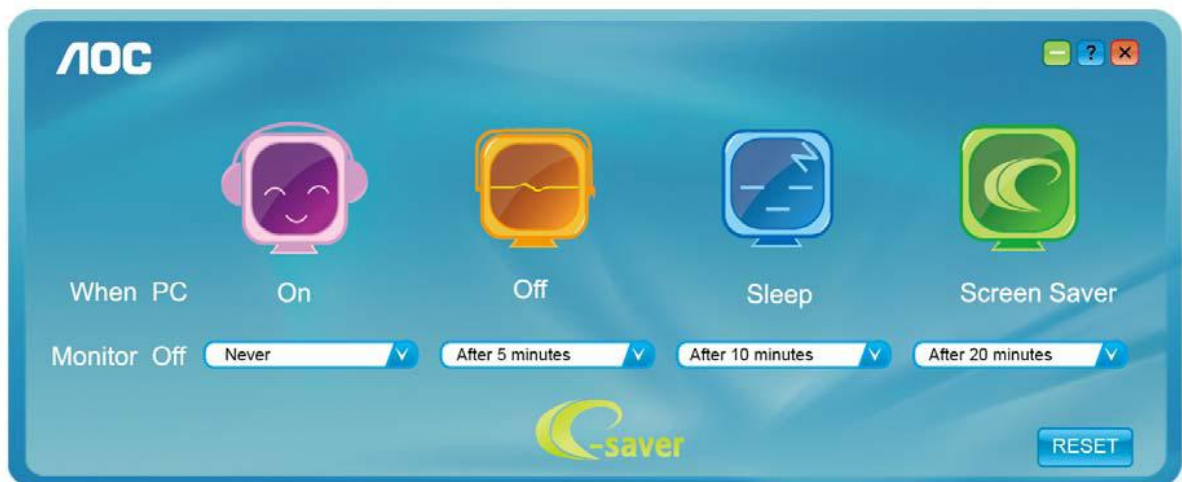 AOC
?
When PC On Off Sleep Screen Saver
Monitor Off Never After 5 minutes After 10 minutes After 20 minutes
e-saver
RESET